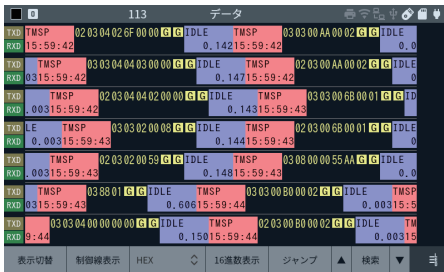 0 113 データ
TXD TMSP 02 03 04 02 6F 00 00 G G IDLE TMSP 03 03 00 AA 00 02 G G IDLE
RXD 15:59:42 0.142 15:59:42 0.0
TXD TMSP 03 03 04 04 03 00 00 G G IDLE TMSP 02 03 00 AA 00 02 G G IDLE
RXD 03 15:59:42 0.147 15:59:42 0
TXD TMSP 02 03 04 04 02 00 00 G G IDLE TMSP 03 03 00 6B 00 01 G G ID
RXD .003 15:59:42 0.143 15:59:43
TXD LE TMSP 03 03 02 00 08 G G IDLE TMSP 02 03 00 6B 00 01 G G IDLE
RXD 0.003 15:59:43 0.144 15:59:43 0
TXD TMSP 02 03 02 00 59 G G IDLE TMSP 03 08 00 00 55 AA G G IDLE
RXD .003 15:59:43 0.148 15:59:43 0.0
TXD TMSP 03 88 01 G G IDLE TMSP 03 03 00 B0 00 02 G G IDLE
RXD 03 15:59:43 0.606 15:59:44 0.003 15:5
TXD 03 03 04 00 00 00 00 G G IDLE TMSP 02 03 00 B0 00 02 G G IDLE TM
RXD 9:44 0.150 15:59:44 0.003 15
表示切替 制御線表示 HEX 16進数表示 ジャンプ ▲ 検索 ▼